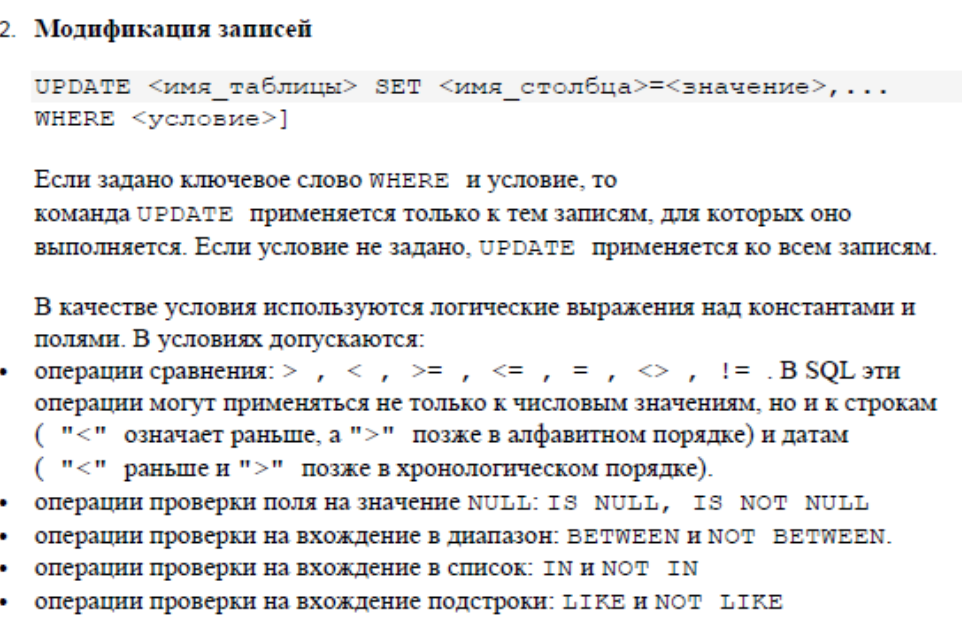 2. Модификация записей
UPDATE <имя_таблицы> SET <имя_столбца>=<значение>,...
WHERE <условие>]
Если задано ключевое слово WHERE и условие, то
команда UPDATE применяется только к тем записям, для которых оно
выполняется. Если условие не задано, UPDATE применяется ко всем записям.
В качестве условия используются логические выражения над константами и
полями. В условиях допускаются:
• операции сравнения: > , < , >= , <= , = , <> , != . В SQL эти
операции могут применяться не только к числовым значениям, но и к строкам
( "<" означает раньше, а ">" позже в алфавитном порядке) и датам
( "<" раньше и ">" позже в хронологическом порядке).
• операции проверки поля на значение NULL: IS NULL, IS NOT NULL
• операции проверки на вхождение в диапазон: BETWEEN и NOT BETWEEN.
• операции проверки на вхождение в список: IN и NOT IN
• операции проверки на вхождение подстроки: LIKE и NOT LIKE